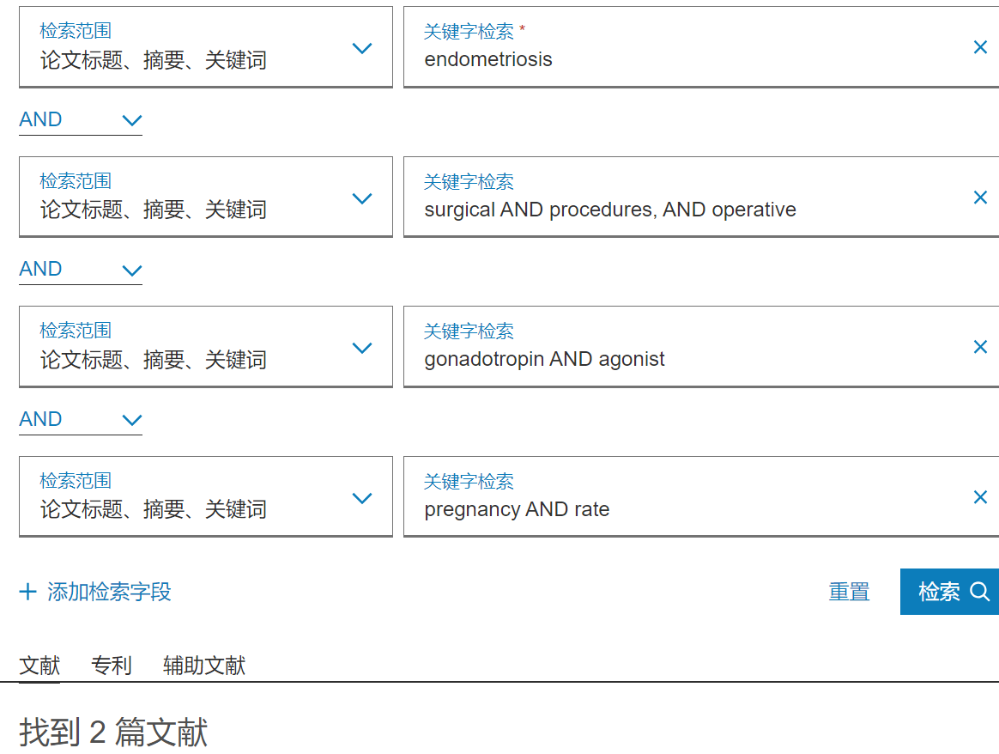 检索范围
论文标题、摘要、关键词
关键字检索 *
endometriosis
AND
检索范围
论文标题、摘要、关键词
关键字检索
surgical AND procedures, AND operative
AND
检索范围
论文标题、摘要、关键词
关键字检索
gonadotropin AND agonist
AND
检索范围
论文标题、摘要、关键词
关键字检索
pregnancy AND rate
+ 添加检索字段
重置
检索
文献 专利 辅助文献
找到 2 篇文献